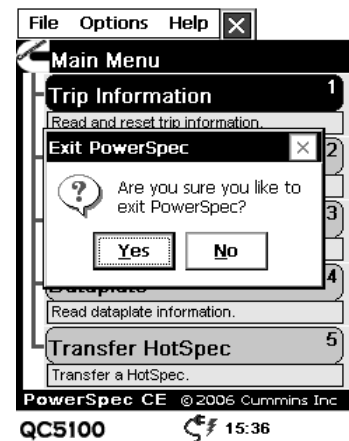 File Options Help
Main Menu
Trip Information 1
Read and reset trip information.
Exit PowerSpec
2
Are you sure you like to
exit PowerSpec?
3
Yes No
4
Read dataplate information.
Transfer HotSpec 5
Transfer a HotSpec.
PowerSpec CE ©2006 Cummins Inc
QC5100 15:36